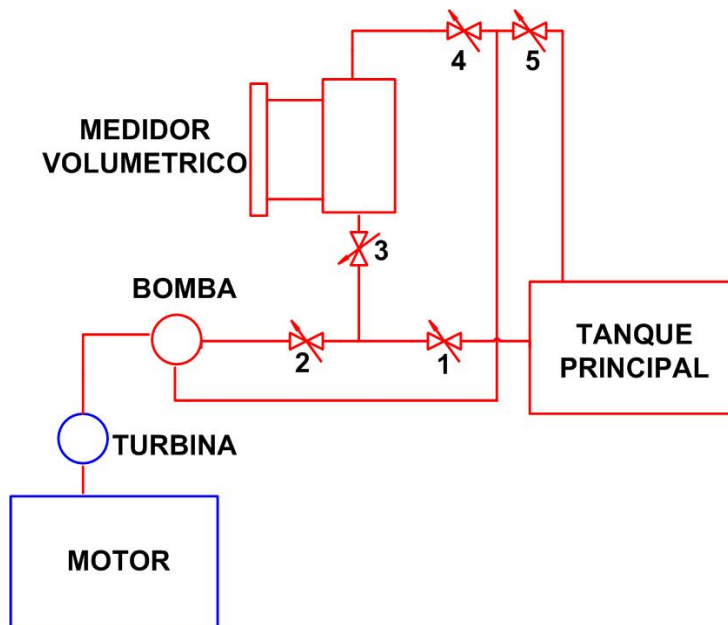 4
5
MEDIDOR
VOLUMETRICO
3
BOMBA
TANQUE
PRINCIPAL
2
1
TURBINA
MOTOR